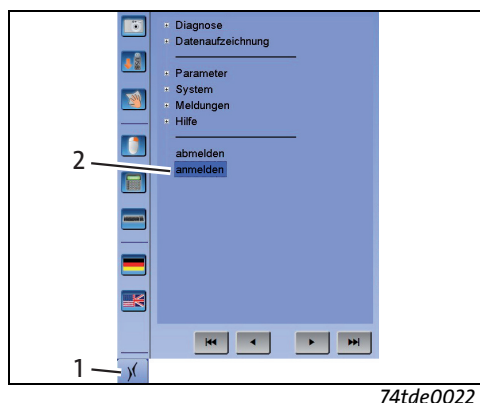 Diagnose
Datenaufzeichnung
Parameter
System
Meldungen
Hilfe
abmelden
2
anmelden
1
74tde0022